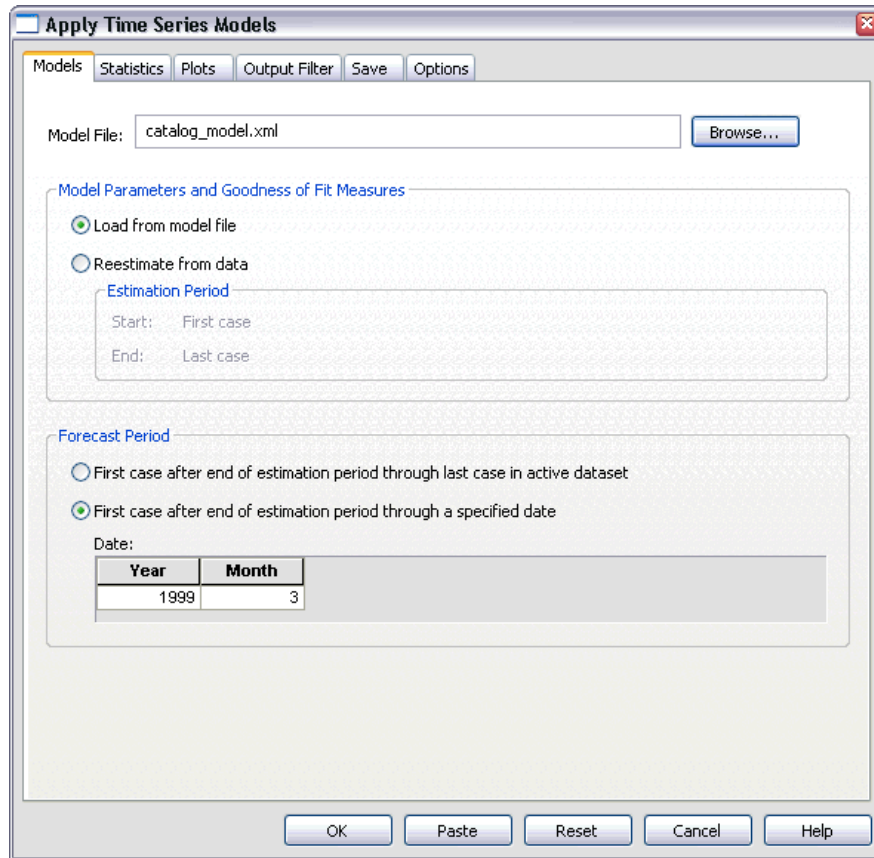 Apply Time Series Models
Models Statistics Plots Output Filter Save Options
Model File: catalog_model.xml Browse...
Model Parameters and Goodness of Fit Measures
Load from model file
Reestimate from data
Estimation Period
Start: First case
End: Last case
Forecast Period
First case after end of estimation period through last case in active dataset
First case after end of estimation period through a specified date
Date:
Year Month
1999 3
OK Paste Reset Cancel Help